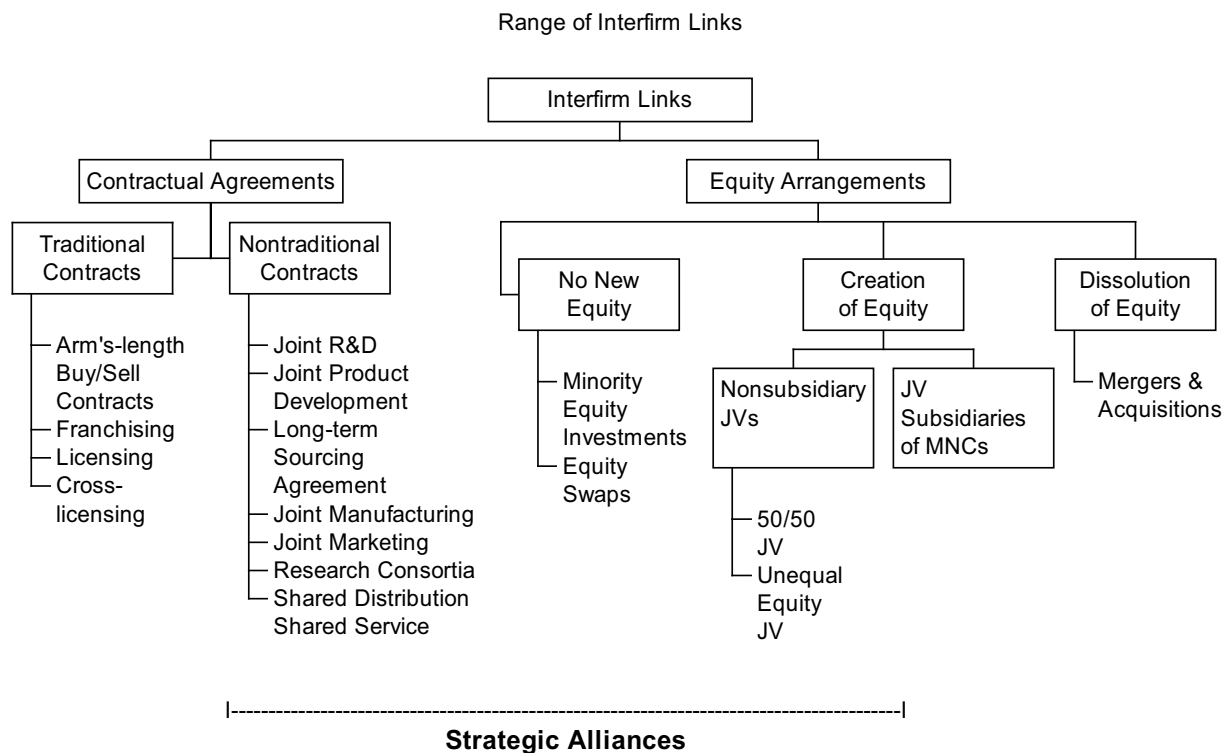 Range of Interfirm Links
Interfirm Links
Contractual Agreements
Equity Arrangements
Traditional
Contracts
Nontraditional
Contracts
No New
Equity
Creation
of Equity
Dissolution
of Equity
Arm's-length
Buy/Sell
Contracts
Franchising
Licensing
Cross-
licensing
Joint R&D
Joint Product
Development
Long-term
Sourcing
Agreement
Joint Manufacturing
Joint Marketing
Research Consortia
Shared Distribution
Shared Service
Minority
Equity
Investments
Equity
Swaps
Nonsubsidiary
JVs
JV
Subsidiaries
of MNCs
50/50
JV
Unequal
Equity
JV
Mergers &
Acquisitions
Strategic Alliances